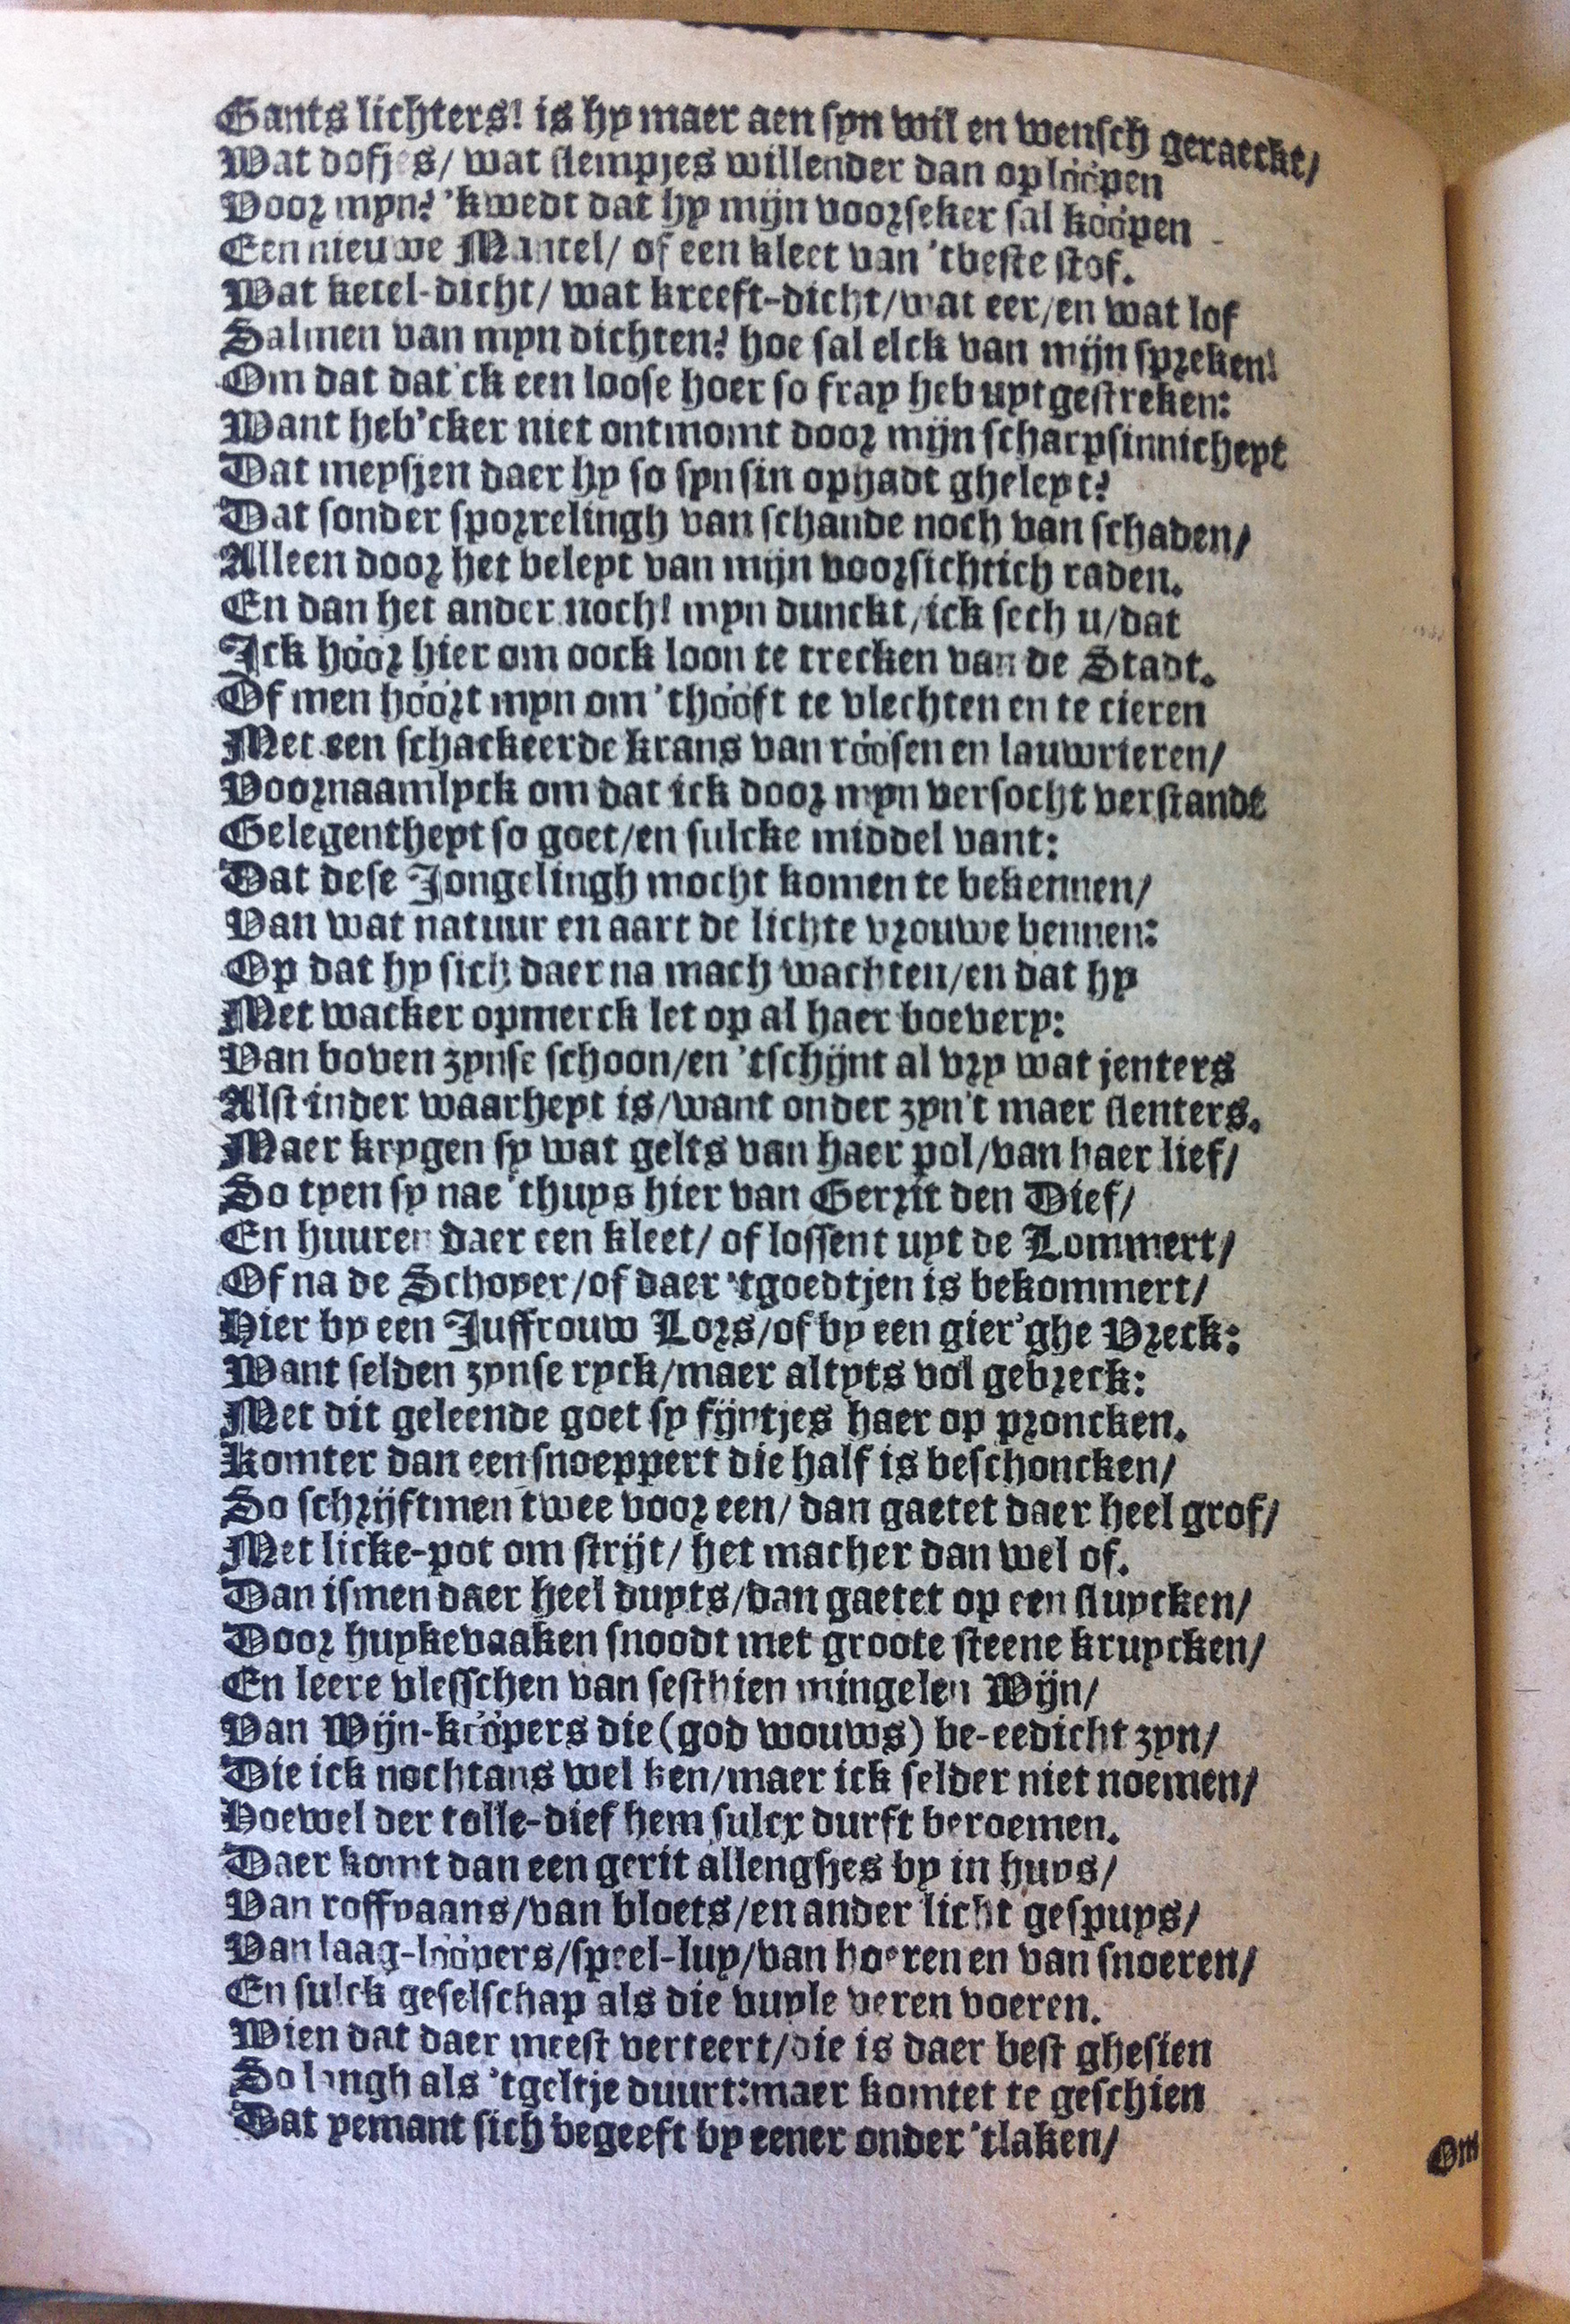 Gants lichters! is hy maer aen syn wil en wensch geraeckt/
Wat dofjes/ wat slempjes willender dan oplóópen
Voor myn? 'kwedt dat hy mijn voorseker sal kóópen
Een nieuwe Mantel/ of een kleet van 'tbeste stof.
Wat ketel-dicht/ wat kreeft-dicht/wat eer/en wat lof
Salmen van myn dichten? hoe sal elck van mijn spreken!
Om dat dat'ck een loose hoer so fray heb uytgestreken:
Want heb'cker niet ontmomt door mijn scharpsinnicheyt
Dat meysjen daer hy so syn sin ophadt gheleyt?
Dat sonder sporrelingh van schande noch van schaden/
Alleen door het beleyt van mijn voorsichtich raden.
En dan het ander noch! myn dunckt/ick sech u/dat
Ick hóór hier om oock loon te trecken van de Stadt.
Of men hóórt myn om 'thóóft te vlechten en te cieren
Met een schackeerde krans van róósen en lauwrieren/
Voornaamlyck om dat ick door myn versocht verstandt
Gelegentheyt so goet/en sulcke middel vant:
Dat dese Jongelingh mocht komen te bekennen/
Van wat natuur en aart de lichte vrouwe bennen:
Op dat hy sich daer na mach wachten/en dat hy
Met wacker opmerck let op al haer boevery:
Van boven zynse schoon/en 'tschijnt al vry wat jenters
Alst inder waarheyt is/want onder zyn't maer slenters.
Maer krygen sy wat gelts van haer pol/van haer lief/
So tyen sy nae 'thuys hier van Gerrit den Dief/
En huuren daer een kleet/ of lossent uyt de Lommert/
Of na de Schoyer/of daer 'tgoedtjen is bekommert/
Hier by een Juffrouw Lors/of by een gier'ghe Vreck:
Want selden zynse ryck/maer altyts vol gebreck:
Met dit geleende goet sy fijntjes haer op proncken.
Komter dan een snoeppert die half is beschoncken/
So schrijftmen twee voor een/ dan gaetet daer heel grof/
Met licke-pot om strijt/ het macher dan wel of.
Dan ismen daer heel duyts/dan gaetet op een sluycken/
Door huykevaaken snoodt met groote steene kruycken/
En leere vlesschen van sesthien mingelen Wijn/
Van Wijn-kóópers die (god wouws) be-eedicht zyn/
Die ick nochtans wel ken/maer ick selder niet noemen/
Hoewel der tolle-dief hem sulcx durft beroemen.
Daer komt dan een gerit allenghjes by in huys/
Van roffyaans/van bloets/en ander licht gespuys/
Van laag-lóópers/speel-luy/van hoeren en van snoeren/
En sulck geselschap als die vuyle veren voeren.
Wien dat daer meest verteert/die is daer best ghesien
So langh als 'tgeltje duurt:maer komtet te geschien
Dat yemant sich begeeft by eener onder 'tlaken/
Om